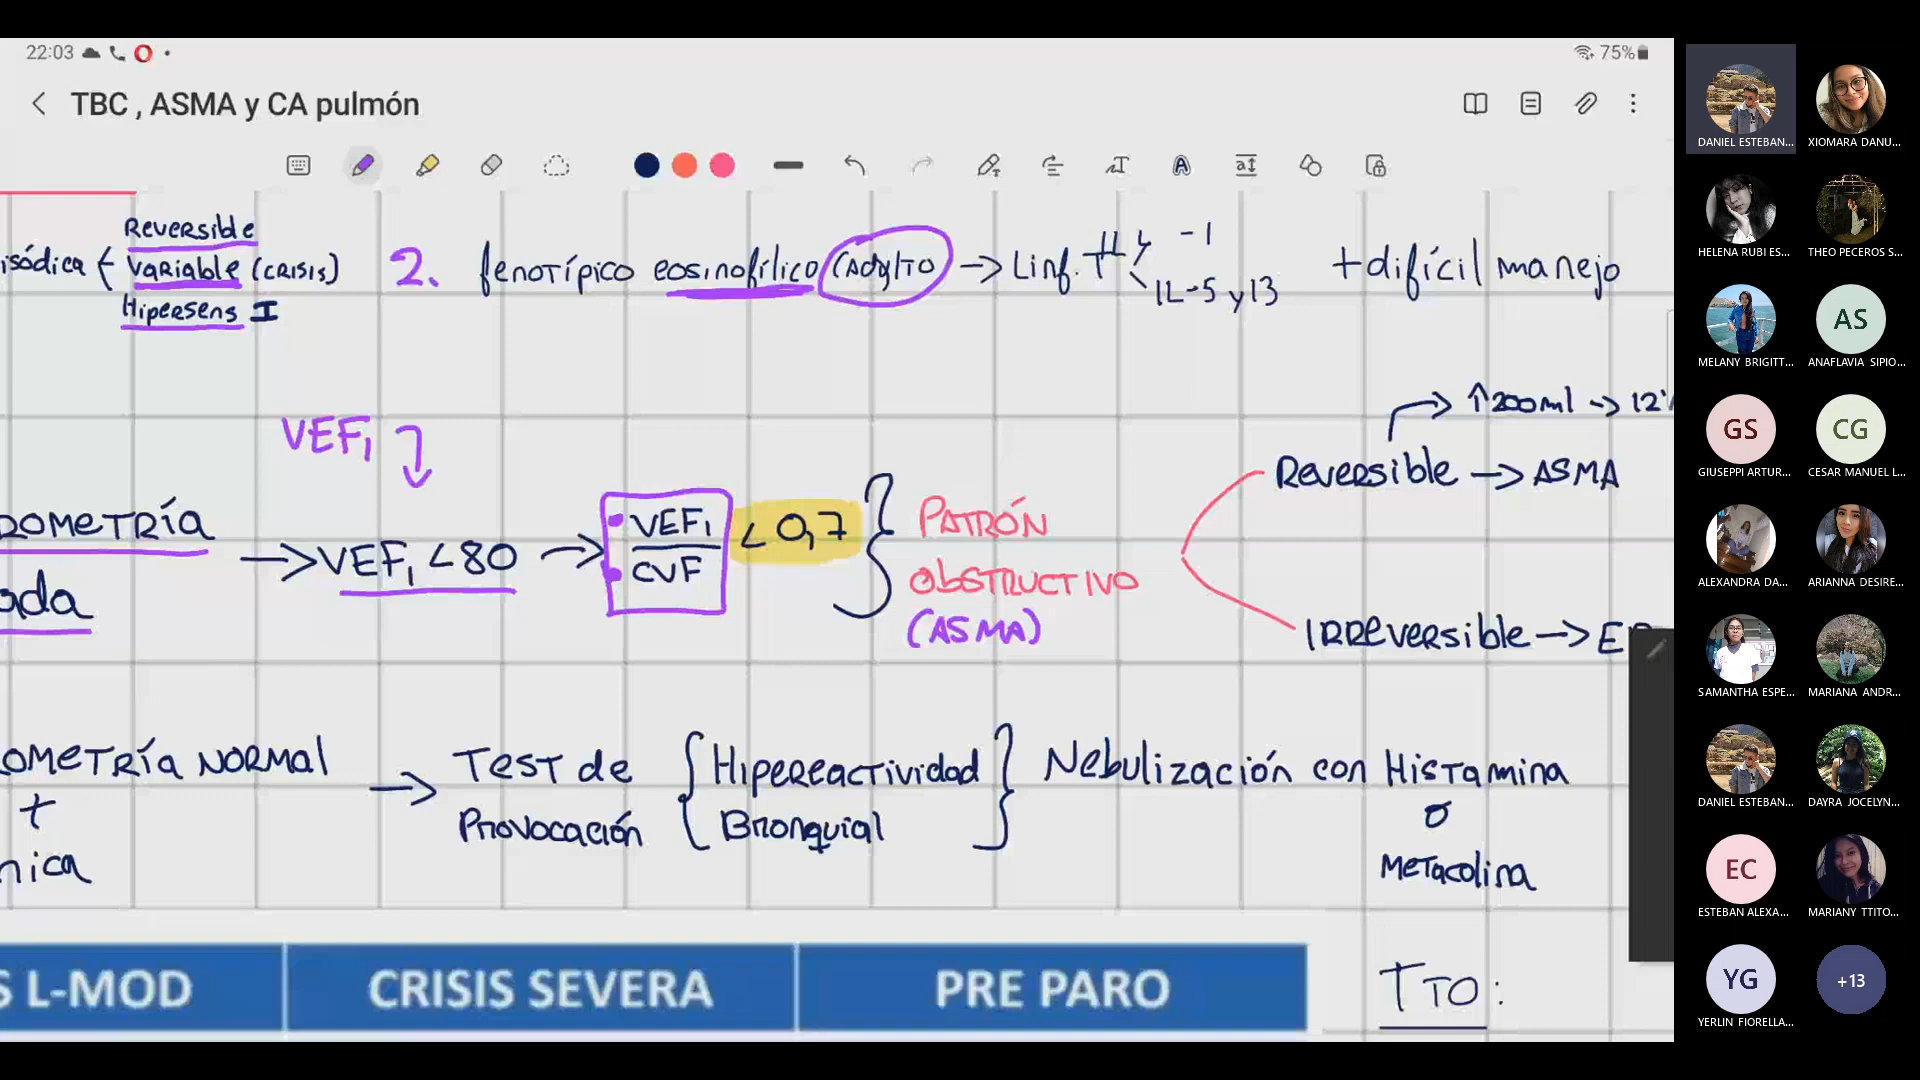 22:03
75%
TBC , ASMA y CA pulmón
isódica
Reversible
Variable (CRISIS)
Hipersens I
2. fenotípico eosinofílico (Adulto) → Linf. TH
-1
IL-5 y 13
+ difícil manejo
VEF₁
ROMETRÍA
ada
→ VEF₁ < 80 →
VEF₁
CVF
< 0,7
PATRÓN
OBSTRUCTIVO
(ASMA)
↑200ml → 12%
REVERSIBLE → ASMA
IRREVERSIBLE → E
OMETRÍA NORMAL
+
nica
→ TEST de
PROVOCACIÓN
Hipereactividad
Bronquial
Nebulización con Histamina
o
METACOLINA
S L-MOD
CRISIS SEVERA
PRE PARO
TTO:
DANIEL ESTEBAN...
XIOMARA DANU...
HELENA RUBI ES...
THEO PECEROS S...
MELANY BRIGITT...
AS
ANAFLAVIA SIPIO...
GS
GIUSEPPI ARTUR...
CG
CESAR MANUEL L...
ALEXANDRA DA...
ARIANNA DESIRE...
SAMANTHA ESPE...
MARIANA ANDR...
DANIEL ESTEBAN...
DAYRA JOCELYN...
EC
ESTEBAN ALEXA...
MARIANY TTITO...
YG
YERLIN FIORELLA...
+13